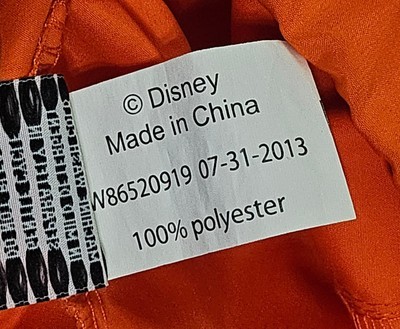 © Disney
Made in China
W86520919 07-31-2013
100% polyester